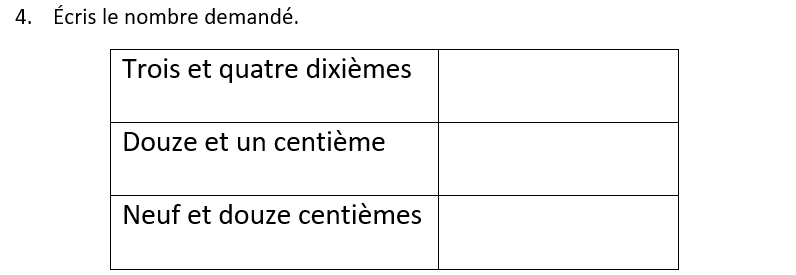 4. Écris le nombre demandé.
Trois et quatre dixièmes
Douze et un centième
Neuf et douze centièmes